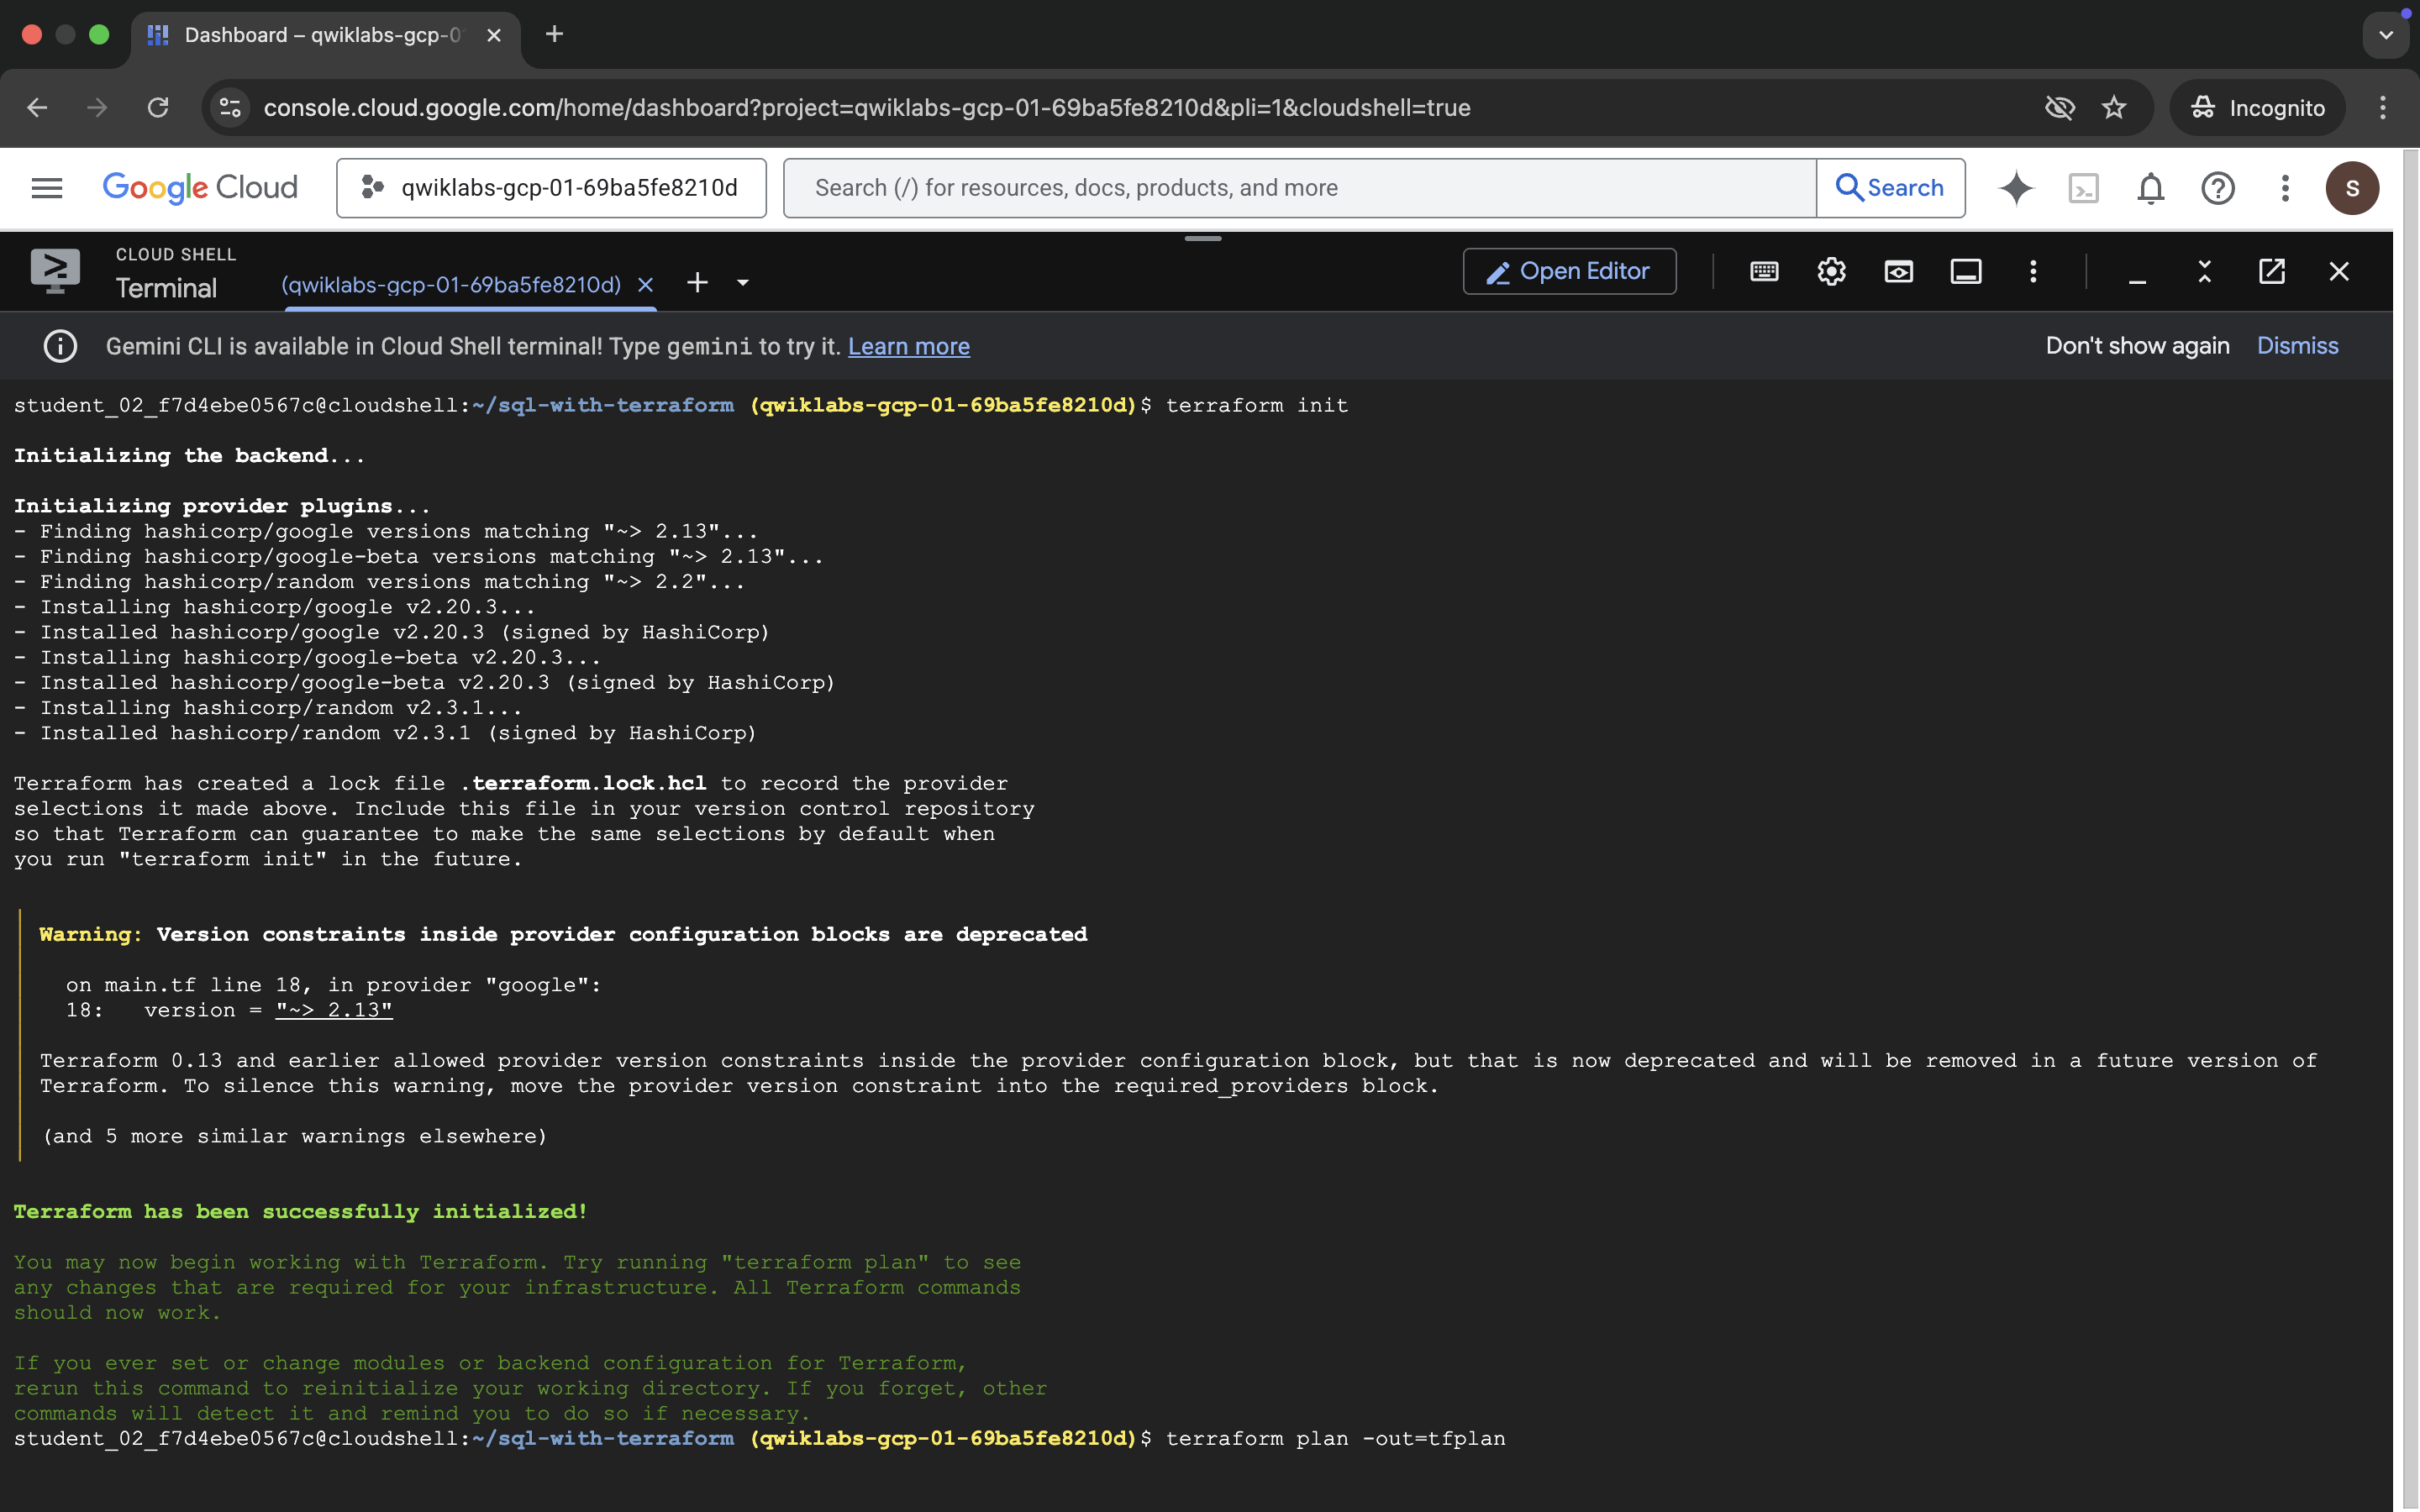 Dashboard – qwiklabs-gcp-0
console.cloud.google.com/home/dashboard?project=qwiklabs-gcp-01-69ba5fe8210d&pli=1&cloudshell=true
Incognito
Google Cloud
qwiklabs-gcp-01-69ba5fe8210d
Search (/) for resources, docs, products, and more
Search
S
CLOUD SHELL
Terminal
(qwiklabs-gcp-01-69ba5fe8210d)
Open Editor
Gemini CLI is available in Cloud Shell terminal! Type gemini to try it. Learn more
Don't show again
Dismiss
student_02_f7d4ebe0567c@cloudshell:~/sql-with-terraform (qwiklabs-gcp-01-69ba5fe8210d)$ terraform init
Initializing the backend...
Initializing provider plugins...
- Finding hashicorp/google versions matching "~> 2.13"...
- Finding hashicorp/google-beta versions matching "~> 2.13"...
- Finding hashicorp/random versions matching "~> 2.2"...
- Installing hashicorp/google v2.20.3...
- Installed hashicorp/google v2.20.3 (signed by HashiCorp)
- Installing hashicorp/google-beta v2.20.3...
- Installed hashicorp/google-beta v2.20.3 (signed by HashiCorp)
- Installing hashicorp/random v2.3.1...
- Installed hashicorp/random v2.3.1 (signed by HashiCorp)
Terraform has created a lock file .terraform.lock.hcl to record the provider
selections it made above. Include this file in your version control repository
so that Terraform can guarantee to make the same selections by default when
you run "terraform init" in the future.
Warning: Version constraints inside provider configuration blocks are deprecated
on main.tf line 18, in provider "google":
18:   version = "~> 2.13"
Terraform 0.13 and earlier allowed provider version constraints inside the provider configuration block, but that is now deprecated and will be removed in a future version of
Terraform. To silence this warning, move the provider version constraint into the required_providers block.
(and 5 more similar warnings elsewhere)
Terraform has been successfully initialized!
You may now begin working with Terraform. Try running "terraform plan" to see
any changes that are required for your infrastructure. All Terraform commands
should now work.
If you ever set or change modules or backend configuration for Terraform,
rerun this command to reinitialize your working directory. If you forget, other
commands will detect it and remind you to do so if necessary.
student_02_f7d4ebe0567c@cloudshell:~/sql-with-terraform (qwiklabs-gcp-01-69ba5fe8210d)$ terraform plan -out=tfplan